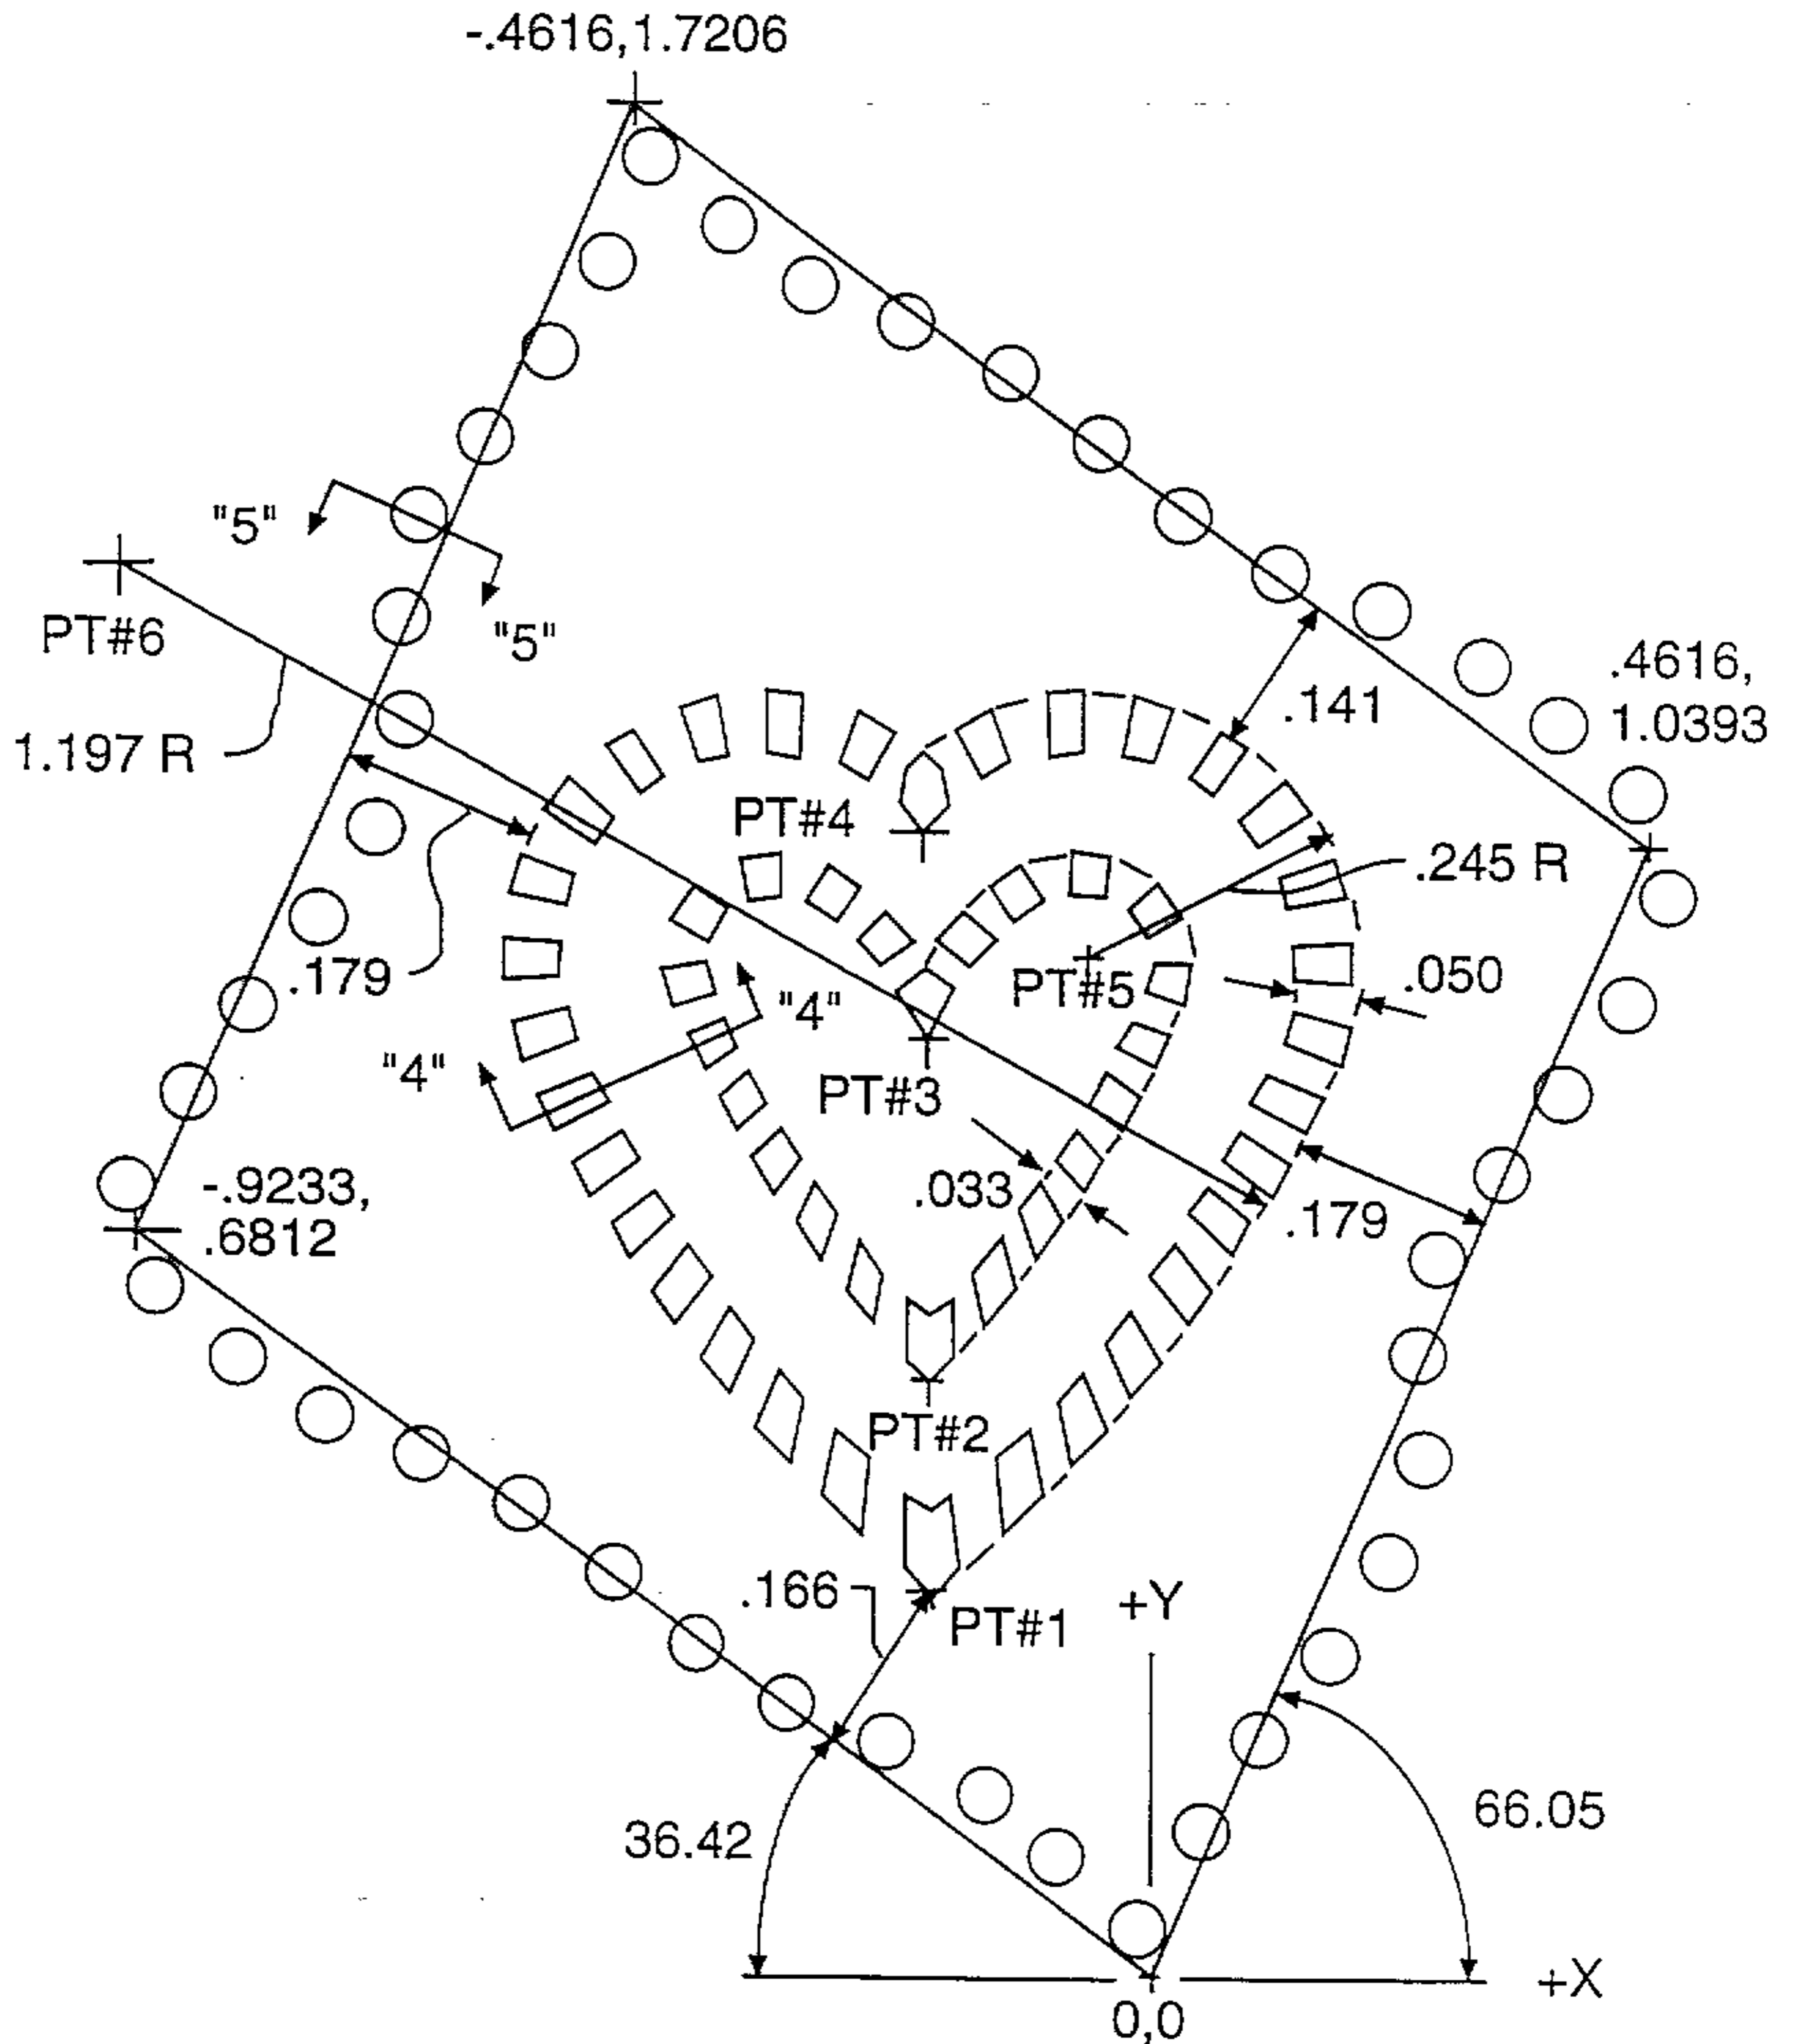 -.4616,1.7206
"5"
"5"
PT#6
1.197 R
.4616,
1.0393
.141
PT#4
.245 R
.179
PT#5
.050
"4"
"4"
PT#3
.033
.179
-.9233,
.6812
PT#2
.166
PT#1
+Y
36.42
66.05
+X
0,0